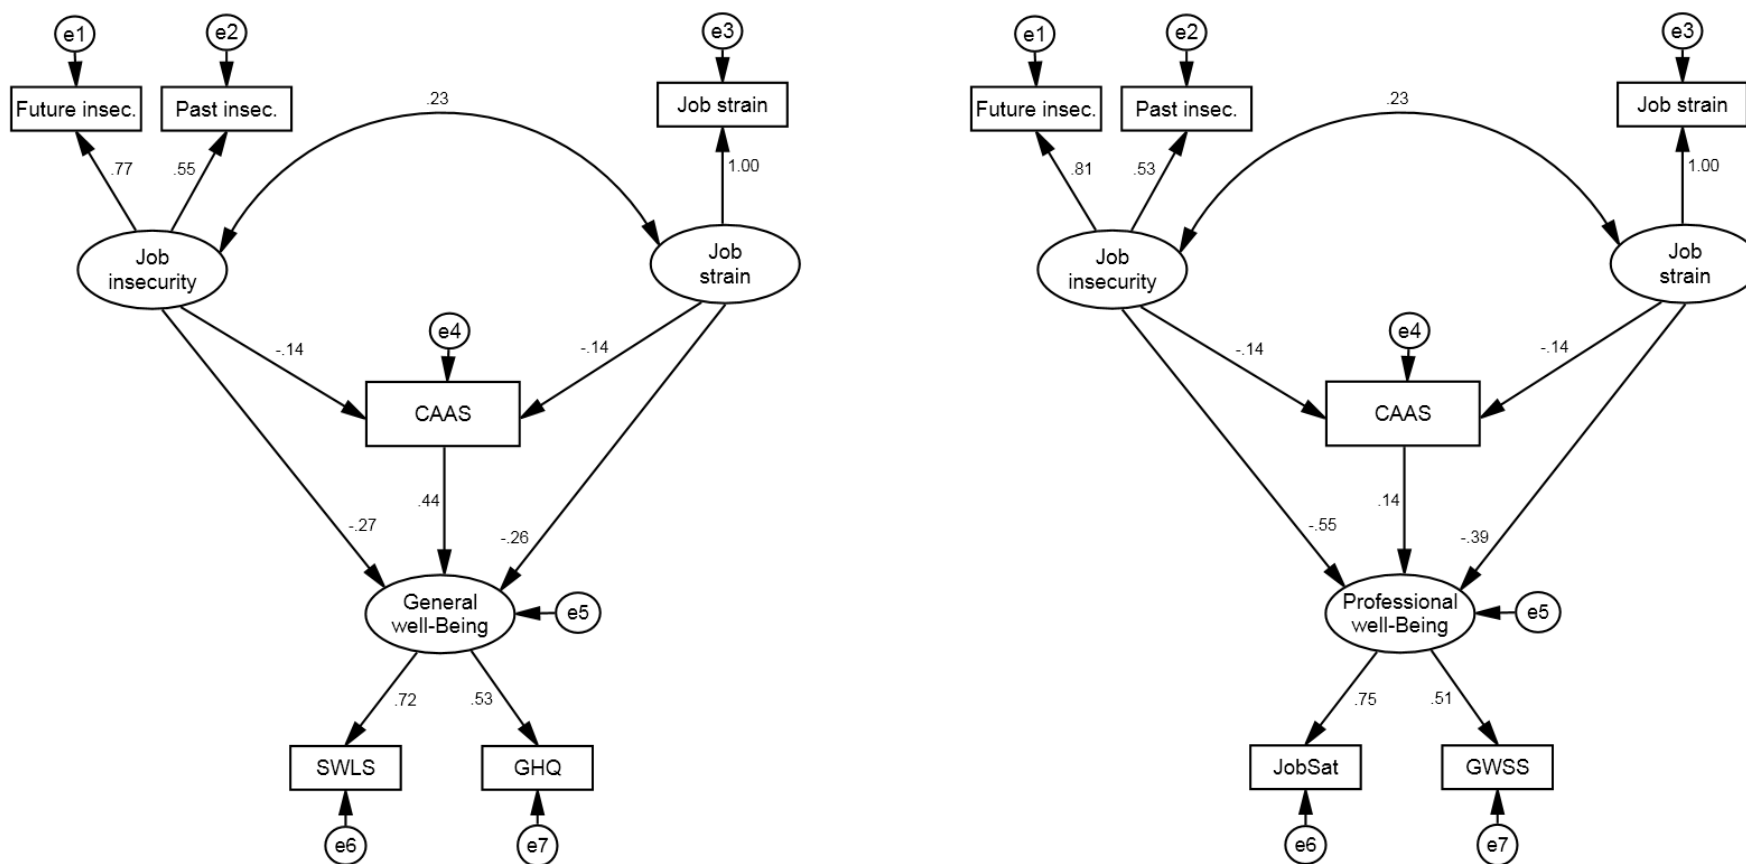 e1
e2
e3
Future insec.
Past insec.
Job strain
.23
.77
.55
1.00
Job
insecurity
Job
strain
e4
-.14
-.14
CAAS
.44
-.27
-.26
General
well-Being
e5
.72
.53
SWLS
GHQ
e6
e7
e1
e2
e3
Future insec.
Past insec.
Job strain
.23
.81
.53
1.00
Job
insecurity
Job
strain
e4
-.14
-.14
CAAS
.14
-.55
-.39
Professional
well-Being
e5
.75
.51
JobSat
GWSS
e6
e7